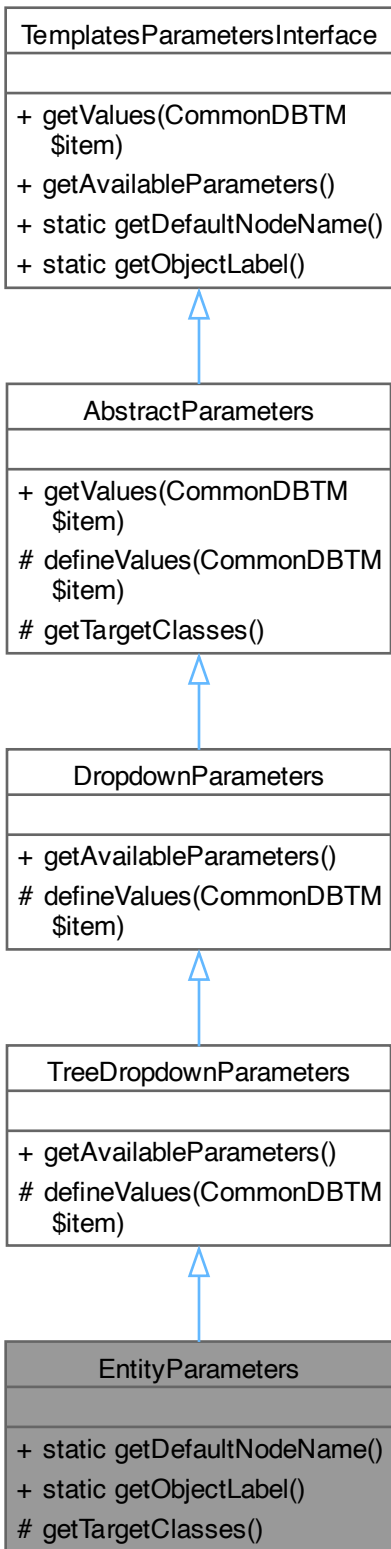 TemplatesParametersInterface
+ getValues(CommonDBTM
$item)
+ getAvailableParameters()
+ static getDefaultNodeName()
+ static getObjectLabel()
AbstractParameters
+ getValues(CommonDBTM
$item)
# defineValues(CommonDBTM
$item)
# getTargetClasses()
DropdownParameters
+ getAvailableParameters()
# defineValues(CommonDBTM
$item)
TreeDropdownParameters
+ getAvailableParameters()
# defineValues(CommonDBTM
$item)
EntityParameters
+ static getDefaultNodeName()
+ static getObjectLabel()
# getTargetClasses()